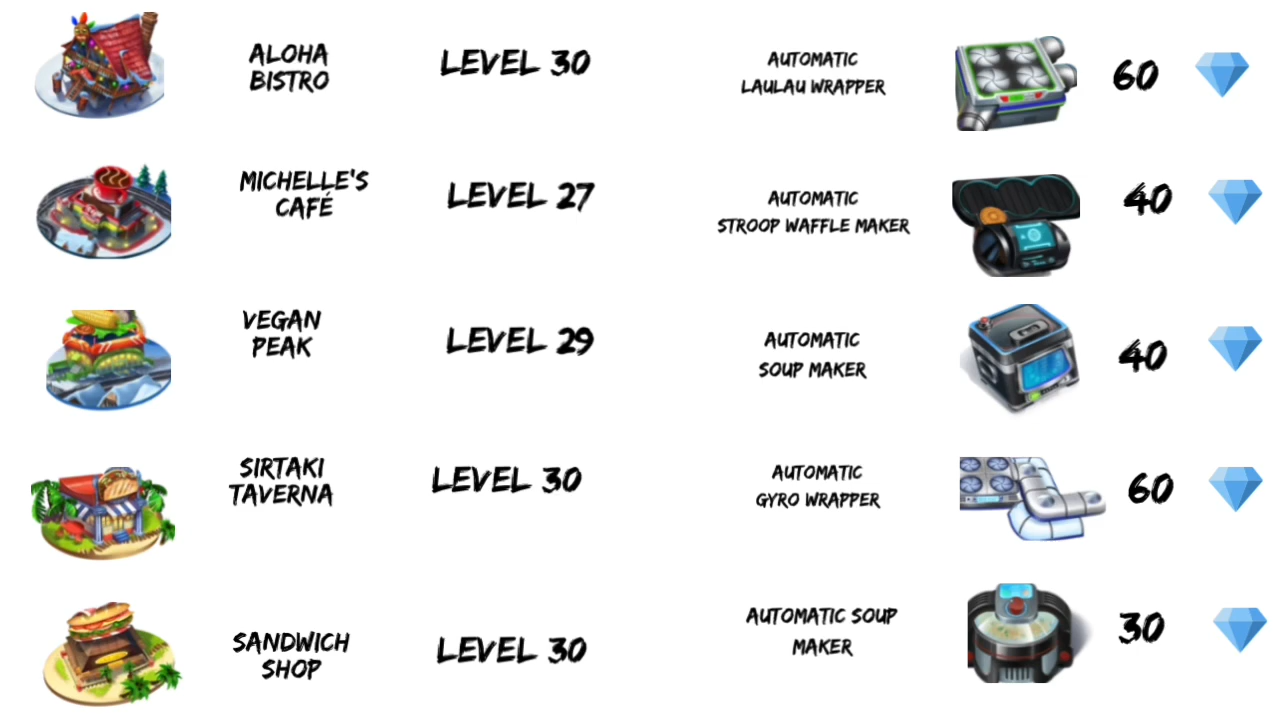 ALOHA
BISTRO
LEVEL 30
AUTOMATIC
LAULAU WRAPPER
60
MICHELLE'S
CAFÉ
LEVEL 27
AUTOMATIC
STROOP WAFFLE MAKER
40
VEGAN
PEAK
LEVEL 29
AUTOMATIC
SOUP MAKER
40
SIRTAKI
TAVERNA
LEVEL 30
AUTOMATIC
GYRO WRAPPER
60
SANDWICH
SHOP
LEVEL 30
AUTOMATIC SOUP
MAKER
30